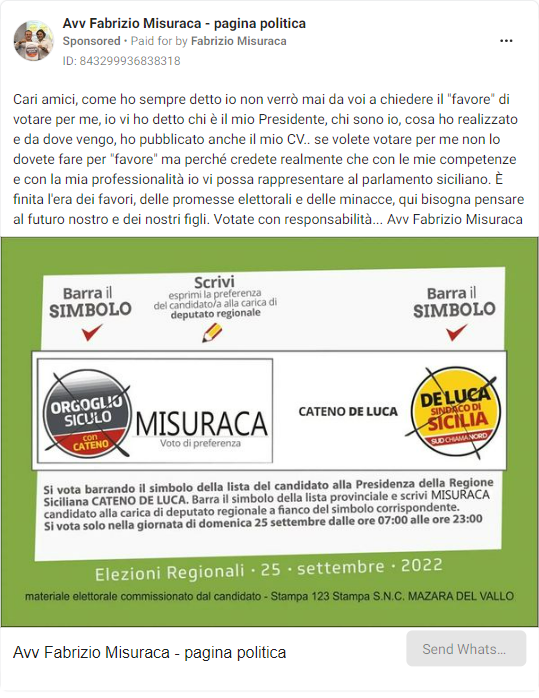 Avv Fabrizio Misuraca - pagina politica
Sponsored • Paid for by Fabrizio Misuraca
ID: 843299936838318
Cari amici, come ho sempre detto io non verrò mai da voi a chiedere il "favore" di
votare per me, io vi ho detto chi è il mio Presidente, chi sono io, cosa ho realizzato
e da dove vengo, ho pubblicato anche il mio CV.. se volete votare per me non lo
dovete fare per "favore" ma perché credete realmente che con le mie competenze
e con la mia professionalità io vi possa rappresentare al parlamento siciliano. È
finita l'era dei favori, delle promesse elettorali e delle minacce, qui bisogna pensare
al futuro nostro e dei nostri figli. Votate con responsabilità... Avv Fabrizio Misuraca
Barra il
SIMBOLO
Scrivi
esprimi la preferenza
del candidato/a alla carica di
deputato regionale
Barra il
SIMBOLO
ORGOGLIO
SICULO
con
CATENO
MISURACA
Voto di preferenza
CATENO DE LUCA
DE LUCA
SINDACO DI
SICILIA
SUD CHIAMA NORD
Si vota barrando il simbolo della lista del candidato alla Presidenza della Regione
Siciliana CATENO DE LUCA. Barra il simbolo della lista provinciale e scrivi MISURACA
candidato alla carica di deputato regionale a fianco del simbolo corrispondente.
Si vota solo nella giornata di domenica 25 settembre dalle ore 07:00 alle ore 23:00
Elezioni Regionali · 25 · settembre · 2022
materiale elettorale commissionato dal candidato - Stampa 123 Stampa S.N.C. MAZARA DEL VALLO
Avv Fabrizio Misuraca - pagina politica
Send Whats...